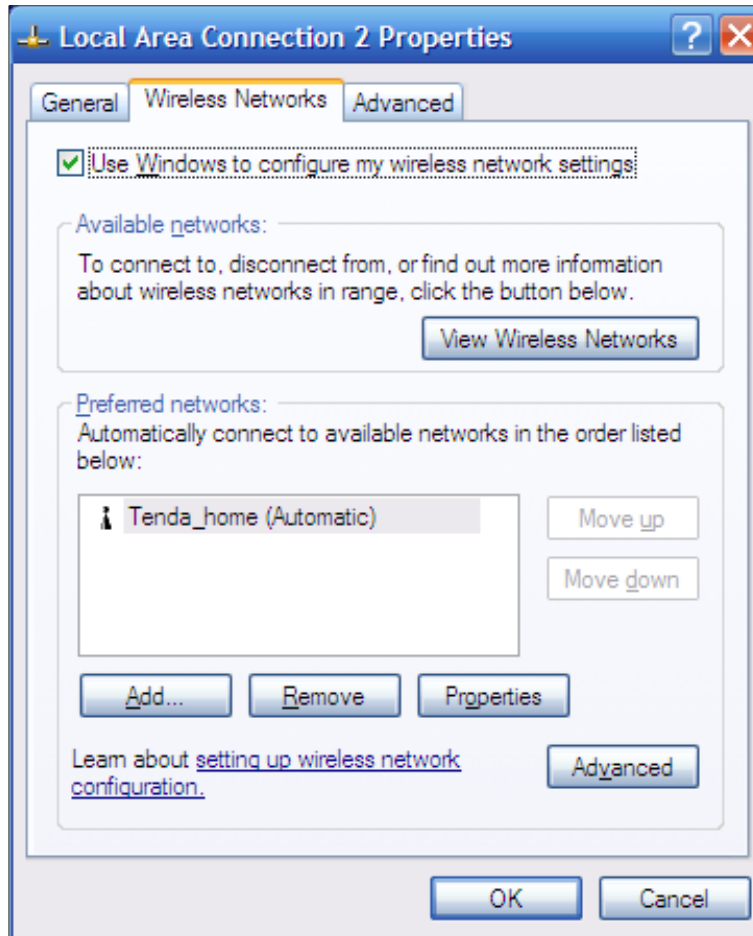 Local Area Connection 2 Properties
General
Wireless Networks
Advanced
Use Windows to configure my wireless network settings
Available networks:
To connect to, disconnect from, or find out more information
about wireless networks in range, click the button below.
View Wireless Networks
Preferred networks:
Automatically connect to available networks in the order listed
below:
Tenda_home (Automatic)
Move up
Move down
Add...
Remove
Properties
Learn about setting up wireless network
configuration.
Advanced
OK
Cancel